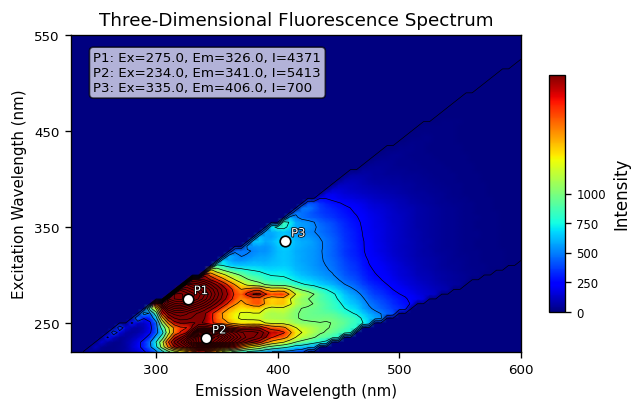 Three-Dimensional Fluorescence Spectrum
P1: Ex=275.0, Em=326.0, I=4371
P2: Ex=234.0, Em=341.0, I=5413
P3: Ex=335.0, Em=406.0, I=700
550
450
350
250
Excitation Wavelength (nm)
P3
P1
P2
300
400
500
600
Emission Wavelength (nm)
1000
750
500
250
0
Intensity